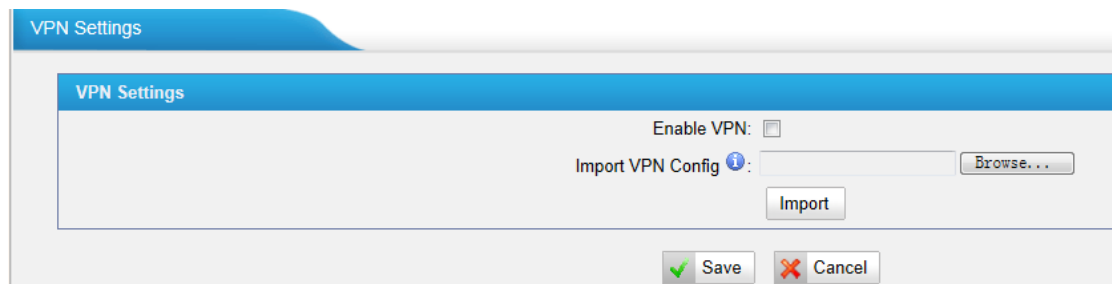 VPN Settings
VPN Settings
Enable VPN:
Import VPN Config i : Browse...
Import
Save Cancel